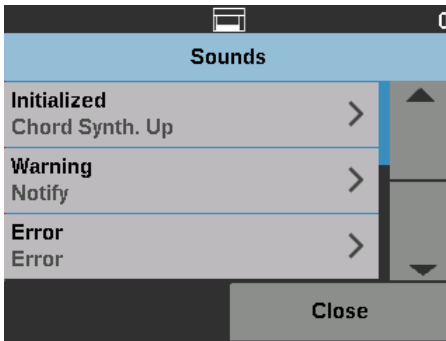 Sounds
Initialized
Chord Synth. Up
Warning
Notify
Error
Error
Close